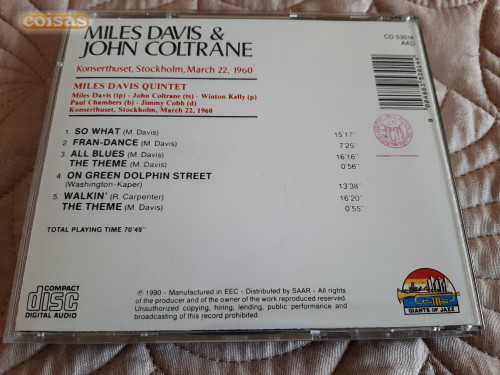 coisas
MILES DAVIS &
JOHN COLTRANE
CD 53014
AAD
Konserthuset, Stockholm, March 22, 1960
MILES DAVIS QUINTET
Miles Davis (tp) - John Coltrane (ts) - Winton Kelly (p)
Paul Chambers (b) - Jimmy Cobb (d)
Konserthuset, Stockholm, March 22, 1960
1. SO WHAT (M. Davis) 15'17"
2. FRAN-DANCE (M. Davis) 7'25"
3. ALL BLUES (M. Davis) 16'16"
THE THEME (M. Davis) 0'56"
4. ON GREEN DOLPHIN STREET
(Washington-Kaper) 13'38"
5. WALKIN' (R. Carpenter) 16'20"
THE THEME (M. Davis) 0'55"
TOTAL PLAYING TIME 70'49"
COMPACT
disc
DIGITAL AUDIO
℗ 1990 - Manufactured in EEC - Distributed by SAAR - All rights
of the producer and of the owner of the work reproduced reserved.
Unauthorized copying, hiring, lending, public performance and
broadcasting of this record prohibited.
GIANTS OF JAZZ